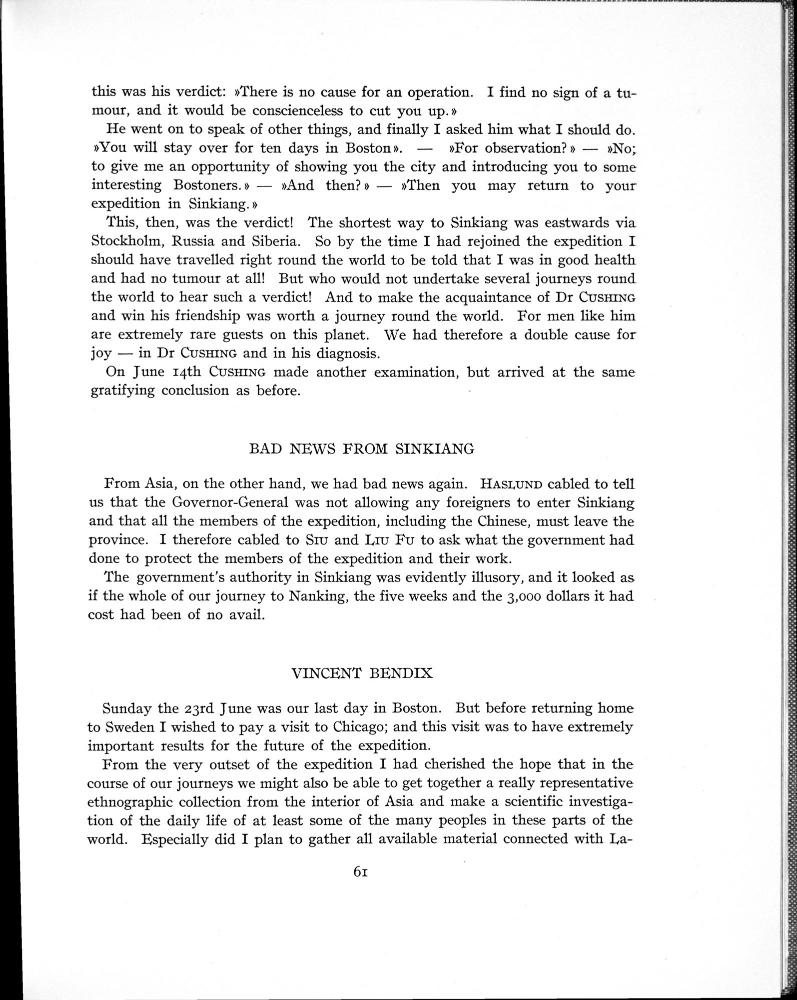 this was his verdict: »There is no cause for an operation. I find no sign of a tu-
mour, and it would be conscienceless to cut you up.»
He went on to speak of other things, and finally I asked him what I should do.
»You will stay over for ten days in Boston». — »For observation?» — »No;
to give me an opportunity of showing you the city and introducing you to some
interesting Bostoners.» — »And then?» — »Then you may return to your
expedition in Sinkiang.»
This, then, was the verdict! The shortest way to Sinkiang was eastwards via
Stockholm, Russia and Siberia. So by the time I had rejoined the expedition I
should have travelled right round the world to be told that I was in good health
and had no tumour at all! But who would not undertake several journeys round
the world to hear such a verdict! And to make the acquaintance of Dr CUSHING
and win his friendship was worth a journey round the world. For men like him
are extremely rare guests on this planet. We had therefore a double cause for
joy — in Dr CUSHING and in his diagnosis.
On June 14th CUSHING made another examination, but arrived at the same
gratifying conclusion as before.
BAD NEWS FROM SINKIANG
From Asia, on the other hand, we had bad news again. HASLUND cabled to tell
us that the Governor-General was not allowing any foreigners to enter Sinkiang
and that all the members of the expedition, including the Chinese, must leave the
province. I therefore cabled to SIU and LIU FU to ask what the government had
done to protect the members of the expedition and their work.
The government's authority in Sinkiang was evidently illusory, and it looked as
if the whole of our journey to Nanking, the five weeks and the 3,000 dollars it had
cost had been of no avail.
VINCENT BENDIX
Sunday the 23rd June was our last day in Boston. But before returning home
to Sweden I wished to pay a visit to Chicago; and this visit was to have extremely
important results for the future of the expedition.
From the very outset of the expedition I had cherished the hope that in the
course of our journeys we might also be able to get together a really representative
ethnographic collection from the interior of Asia and make a scientific investiga-
tion of the daily life of at least some of the many peoples in these parts of the
world. Especially did I plan to gather all available material connected with La-
61